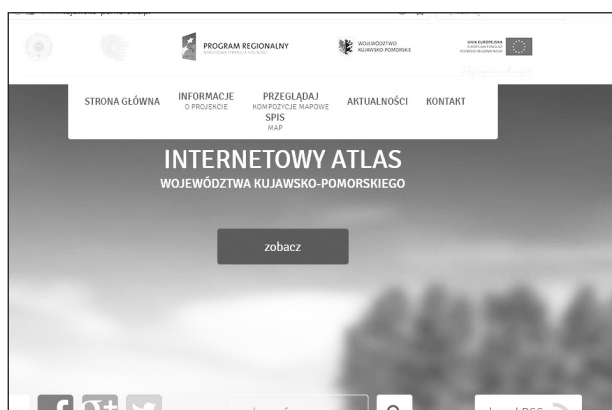 PROGRAM REGIONALNY
WOJEWÓDZTWO
KUJAWSKO-POMORSKIE
UNIA EUROPEJSKA
STRONA GŁÓWNA
INFORMACJE
O PROJEKCIE
PRZEGLĄDAJ
KOMPOZYCJE MAPOWE
SPIS
MAP
AKTUALNOŚCI
KONTAKT
INTERNETOWY ATLAS
WOJEWÓDZTWA KUJAWSKO-POMORSKIEGO
zobacz